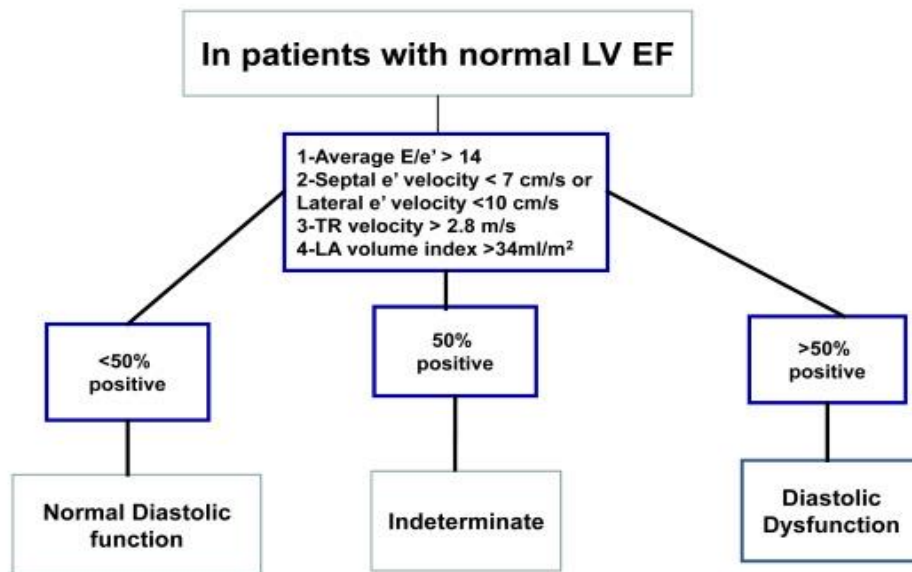 In patients with normal LV EF
1-Average E/e' > 14
2-Septal e' velocity < 7 cm/s or
Lateral e' velocity <10 cm/s
3-TR velocity > 2.8 m/s
4-LA volume index >34ml/m²
<50%
positive
50%
positive
>50%
positive
Normal Diastolic
function
Indeterminate
Diastolic
Dysfunction